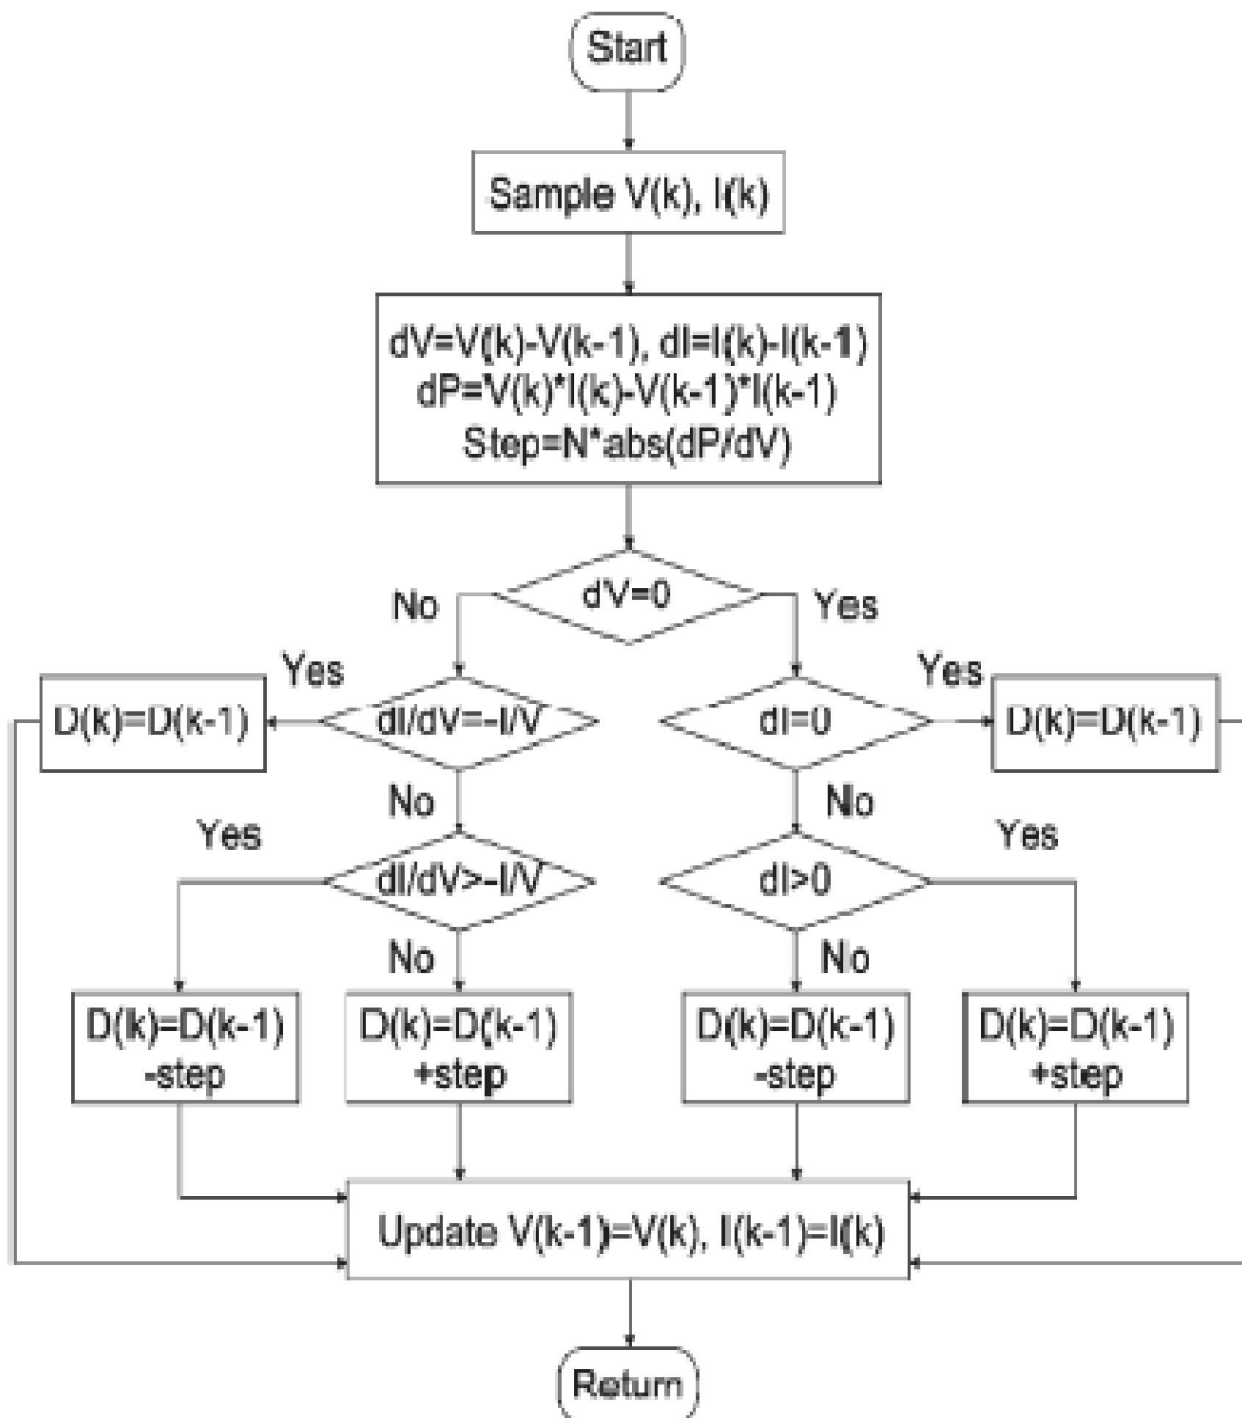 Start
Sample V(k), I(k)
dV=V(k)-V(k-1), dI=I(k)-I(k-1)
dP=V(k)*I(k)-V(k-1)*I(k-1)
Step=N*abs(dP/dV)
dV=0
No
Yes
Yes
Yes
D(k)=D(k-1)
dI/dV=-I/V
dI=0
D(k)=D(k-1)
No
No
Yes
Yes
dI/dV>-I/V
dI>0
No
No
D(k)=D(k-1)
-step
D(k)=D(k-1)
+step
D(k)=D(k-1)
-step
D(k)=D(k-1)
+step
Update V(k-1)=V(k), I(k-1)=I(k)
Return